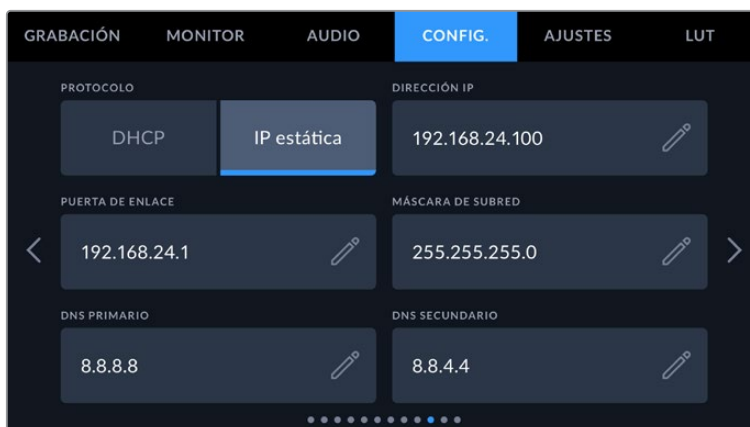 GRABACIÓN MONITOR AUDIO CONFIG. AJUSTES LUT
PROTOCOLO DIRECCIÓN IP
DHCP IP estática 192.168.24.100
PUERTA DE ENLACE MÁSCARA DE SUBRED
192.168.24.1 255.255.255.0
DNS PRIMARIO DNS SECUNDARIO
8.8.8.8 8.8.4.4